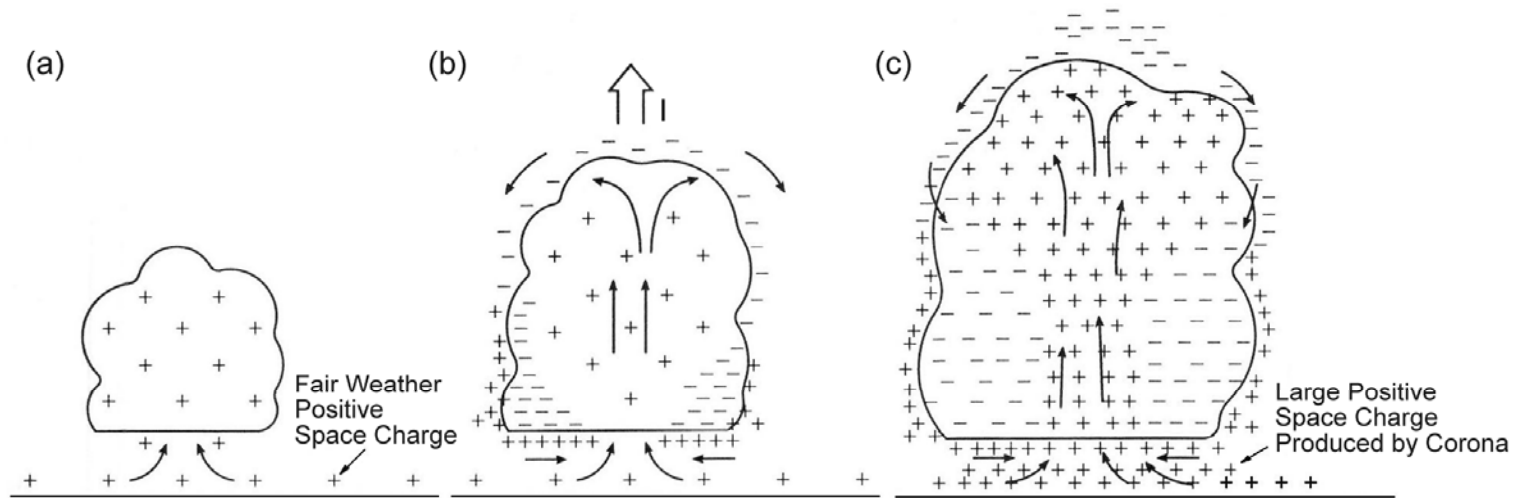 (a)
Fair Weather
Positive
Space Charge
(b)
I
(c)
Large Positive
Space Charge
Produced by Corona